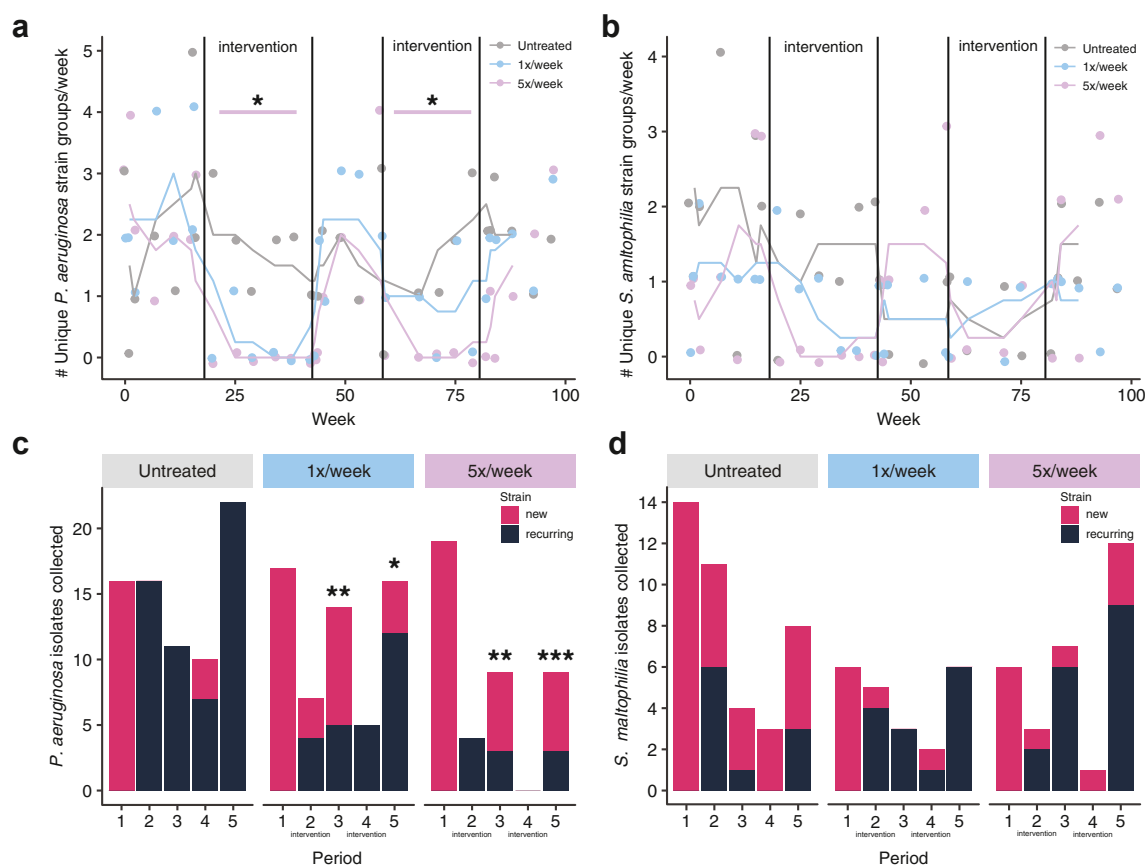 a
# Unique P. aeruginosa strain groups/week
5
4
3
2
1
0
intervention
intervention
Untreated
1x/week
5x/week
*
*
0
25
50
75
100
Week
b
# Unique S. amltophilia strain groups/week
4
3
2
1
0
intervention
intervention
Untreated
1x/week
5x/week
0
25
50
75
100
Week
c
Untreated
1x/week
5x/week
P. aeruginosa isolates collected
20
15
10
5
0
Strain
new
recurring
**
*
**
***
1 2 3 4 5
1 2 3 4 5
intervention intervention
1 2 3 4 5
intervention intervention
Period
d
Untreated
1x/week
5x/week
S. maltophilia isolates collected
14
12
10
8
6
4
2
0
Strain
new
recurring
1 2 3 4 5
1 2 3 4 5
intervention intervention
1 2 3 4 5
intervention intervention
Period